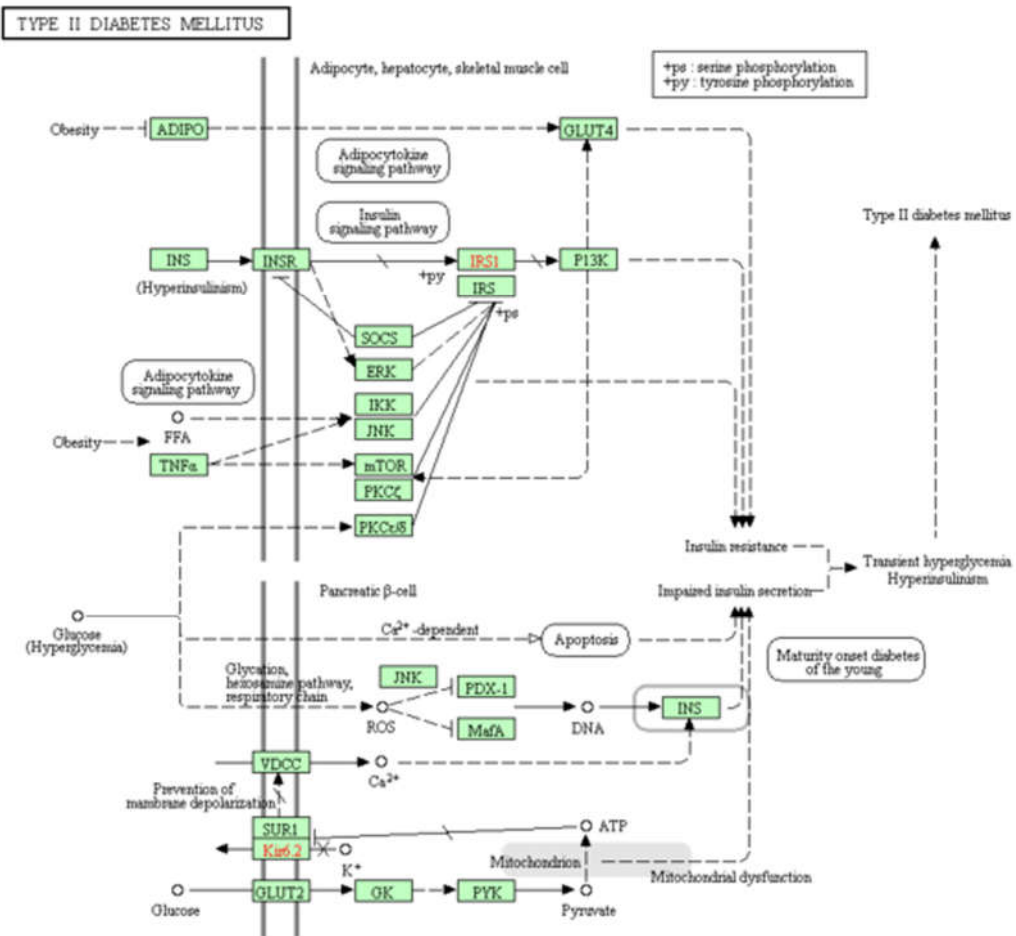 TYPE II DIABETES MELLITUS
Adipocyte, hepatocyte, skeletal muscle cell
+ps : serine phosphorylation
+py : tyrosine phosphorylation
Obesity
ADIPO
GLUT4
Adipocytokine
signaling pathway
Type II diabetes mellitus
Insulin
signaling pathway
INS
INSR
IRS1
P13K
+py
(Hyperinsulinism)
IRS
+ps
SOCS
ERK
Adipocytokine
signaling pathway
IKK
FFA
JNK
Obesity
TNFα
mTOR
PKCζ
PKCε/δ
Insulin resistance
Transient hyperglycemia
Hyperinsulinism
Impaired insulin secretion
Pancreatic β-cell
Glucose
(Hyperglycemia)
Ca2+ -dependent
Apoptosis
Maturity onset diabetes
of the young
Glycation,
hexosamine pathway,
respiratory chain
JNK
PDX-1
ROS
MafA
DNA
INS
VDCC
Ca2+
Prevention of
mambrane depolarization
SUR1
ATP
Kir6.2
K+
Mitochondrion
Mitochondrial dysfunction
Glucose
GLUT2
GK
PYK
Pyruvate